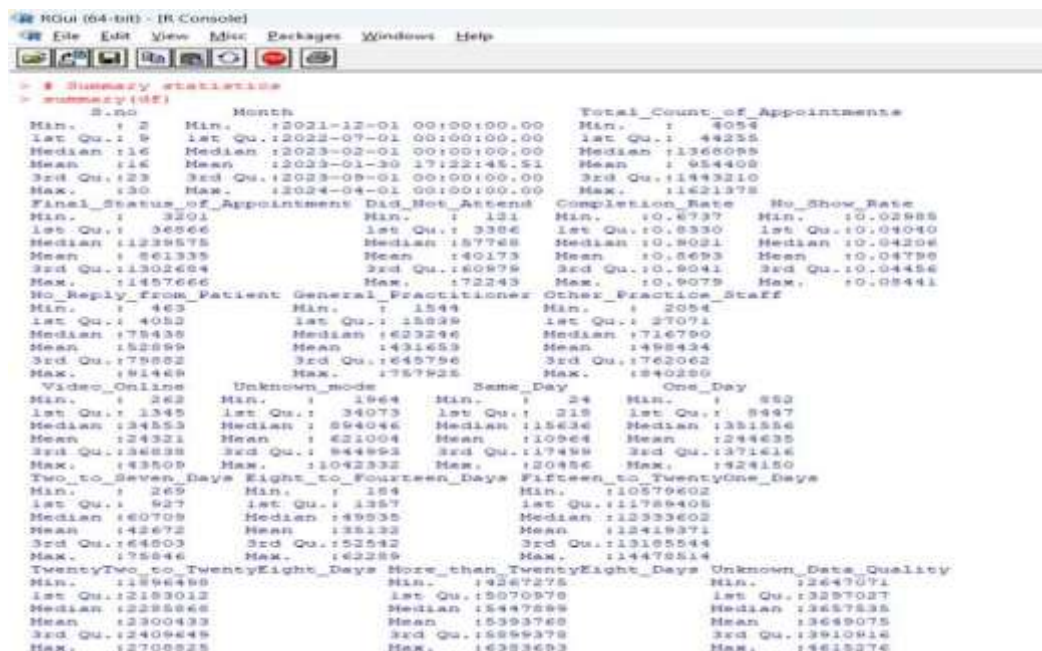 RGui (64-bit) - [R Console]
File Edit View Misc Packages Windows Help
> # Summary statistics
> summary(df)
S.no Month Total_Count_of_Appointments
Min. : 2 Min. :2021-12-01 00:00:00.00 Min. : 4054
1st Qu.: 9 1st Qu.:2022-07-01 00:00:00.00 1st Qu.: 44255
Median :16 Median :2023-02-01 00:00:00.00 Median :1368099
Mean :16 Mean :2023-01-30 17:22:45.51 Mean : 954408
3rd Qu.:23 3rd Qu.:2023-09-01 00:00:00.00 3rd Qu.:1443210
Max. :30 Max. :2024-04-01 00:00:00.00 Max. :1621378
Final_Status_of_Appointment Did_Not_Attend Completion_Rate No_Show_Rate
Min. : 3201 Min. : 121 Min. :0.6737 Min. :0.02985
1st Qu.: 36866 1st Qu.: 3386 1st Qu.:0.8330 1st Qu.:0.04040
Median :1239575 Median :57768 Median :0.9021 Median :0.04206
Mean : 861335 Mean :40173 Mean :0.8693 Mean :0.04798
3rd Qu.:1302684 3rd Qu.:60979 3rd Qu.:0.9041 3rd Qu.:0.04456
Max. :1457666 Max. :72243 Max. :0.9079 Max. :0.08441
No_Reply_from_Patient General_Practitioner Other_Practice_Staff
Min. : 463 Min. : 1544 Min. : 2054
1st Qu.: 4052 1st Qu.: 15839 1st Qu.: 27071
Median :75438 Median :623246 Median :716790
Mean :52899 Mean :431653 Mean :498434
3rd Qu.:79882 3rd Qu.:645796 3rd Qu.:762062
Max. :91469 Max. :757925 Max. :840280
Video_Online Unknown_mode Same_Day One_Day
Min. : 262 Min. : 1964 Min. : 24 Min. : 852
1st Qu.: 1345 1st Qu.: 34073 1st Qu.: 218 1st Qu.: 8447
Median :34553 Median : 894046 Median :15636 Median :351556
Mean :24321 Mean : 621004 Mean :10964 Mean :244635
3rd Qu.:36838 3rd Qu.: 944993 3rd Qu.:17498 3rd Qu.:371616
Max. :43509 Max. :1042332 Max. :20456 Max. :424150
Two_to_Seven_Days Eight_to_Fourteen_Days Fifteen_to_TwentyOne_Days
Min. : 269 Min. : 184 Min. :10579602
1st Qu.: 927 1st Qu.: 1357 1st Qu.:11789405
Median :60709 Median :49535 Median :12333602
Mean :42672 Mean :35132 Mean :12419371
3rd Qu.:64803 3rd Qu.:52542 3rd Qu.:13185544
Max. :75846 Max. :62289 Max. :14478514
TwentyTwo_to_TwentyEight_Days More_than_TwentyEight_Days Unknown_Data_Quality
Min. :1896498 Min. :4267275 Min. :2647071
1st Qu.:2183012 1st Qu.:5070978 1st Qu.:3297027
Median :2285868 Median :5447899 Median :3657535
Mean :2300433 Mean :5393768 Mean :3649075
3rd Qu.:2409649 3rd Qu.:5899378 3rd Qu.:3910916
Max. :2708825 Max. :6383693 Max. :4615276